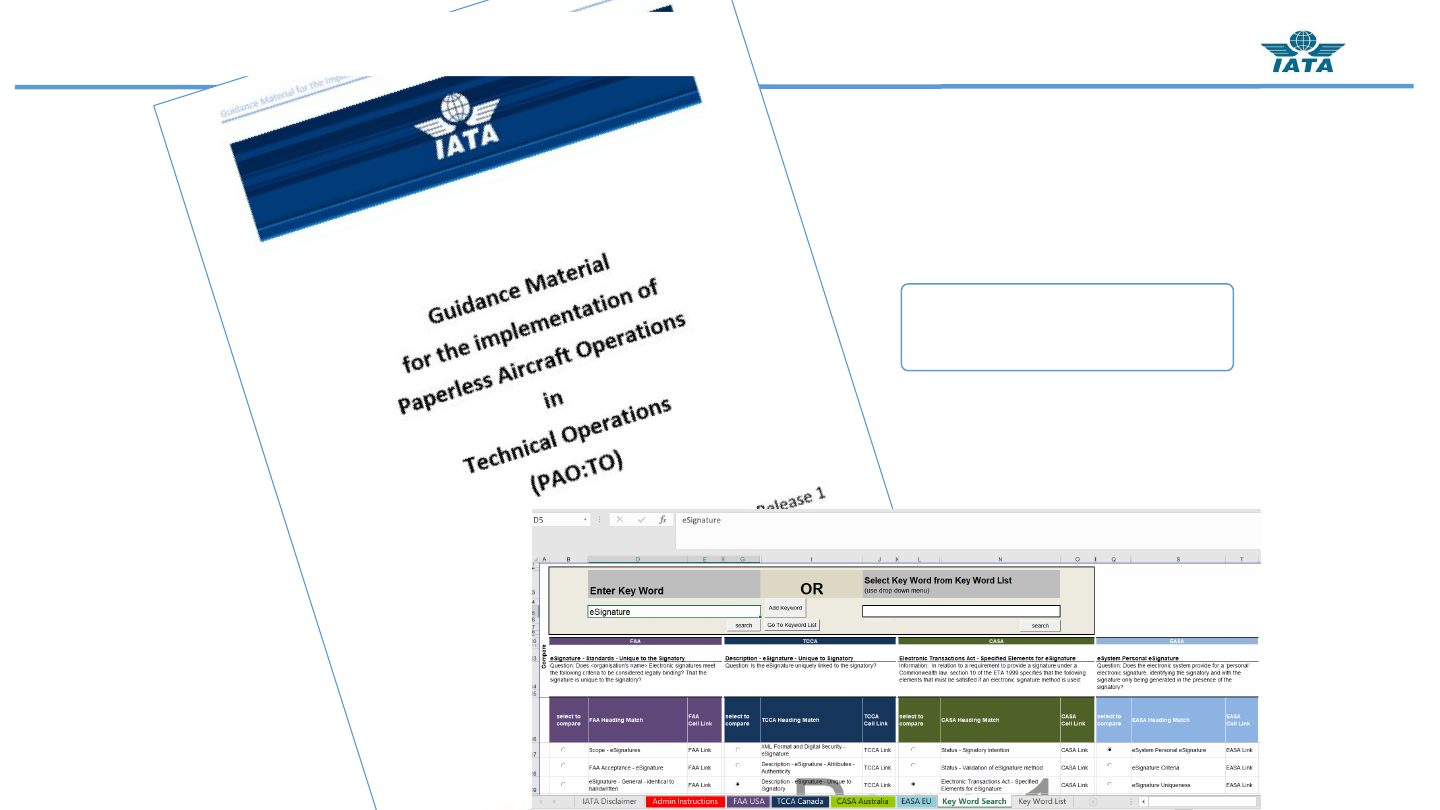 IATA
Guidance Material for the Imple
IATA
Guidance Material
for the implementation of
Paperless Aircraft Operations
in
Technical Operations
(PAO:TO)
Release 1
D5
fx
eSignature
A B D E F G I J K L N O P Q S T
Enter Key Word
OR
Select Key Word from Key Word List
(use drop down menu)
eSignature
Add Keyword
search
Go To Keyword List
search
Compare
FAA
TCCA
CASA
EASA
eSignature - Standards - Unique to the Signatory
Question: Does <organisation's name> Electronic signatures meet
the following criteria to be considered legally binding? That the
signature is unique to the signatory?
Description - eSignature - Unique to Signatory
Question: Is the eSignature uniquely linked to the signatory?
Electronic Transactions Act - Specified Elements for eSignature
Information: In relation to a requirement to provide a signature under a
Commonwealth law, section 10 of the ETA 1999 specifies that the following
elements that must be satisfied if an electronic signature method is used:
eSystem Personal eSignature
Question: Does the electronic system provide for a 'personal'
electronic signature, identifying the signatory and with the
signature only being generated in the presence of the
signatory?
select to
compare
FAA Heading Match
FAA
Cell Link
select to
compare
TCCA Heading Match
TCCA
Cell Link
select to
compare
CASA Heading Match
CASA
Cell Link
select to
compare
EASA Heading Match
EASA
Cell Link
Scope - eSignatures
FAA Link
XML Format and Digital Security -
eSignature
TCCA Link
Status - Signatory Intention
CASA Link
eSystem Personal eSignature
EASA Link
FAA Acceptance - eSignature
FAA Link
Description - eSignature - Attributes -
Authenticity
TCCA Link
Status - Validation of eSignature method
CASA Link
eSignature Criteria
EASA Link
eSignature - General - identical to
handwritten
FAA Link
Description - eSignature - Unique to
Signatory
TCCA Link
Electronic Transactions Act - Specified
Elements for eSignature
CASA Link
eSignature Uniqueness
EASA Link
IATA Disclaimer
Admin Instructions
FAA USA
TCCA Canada
CASA Australia
EASA EU
Key Word Search
Key Word List